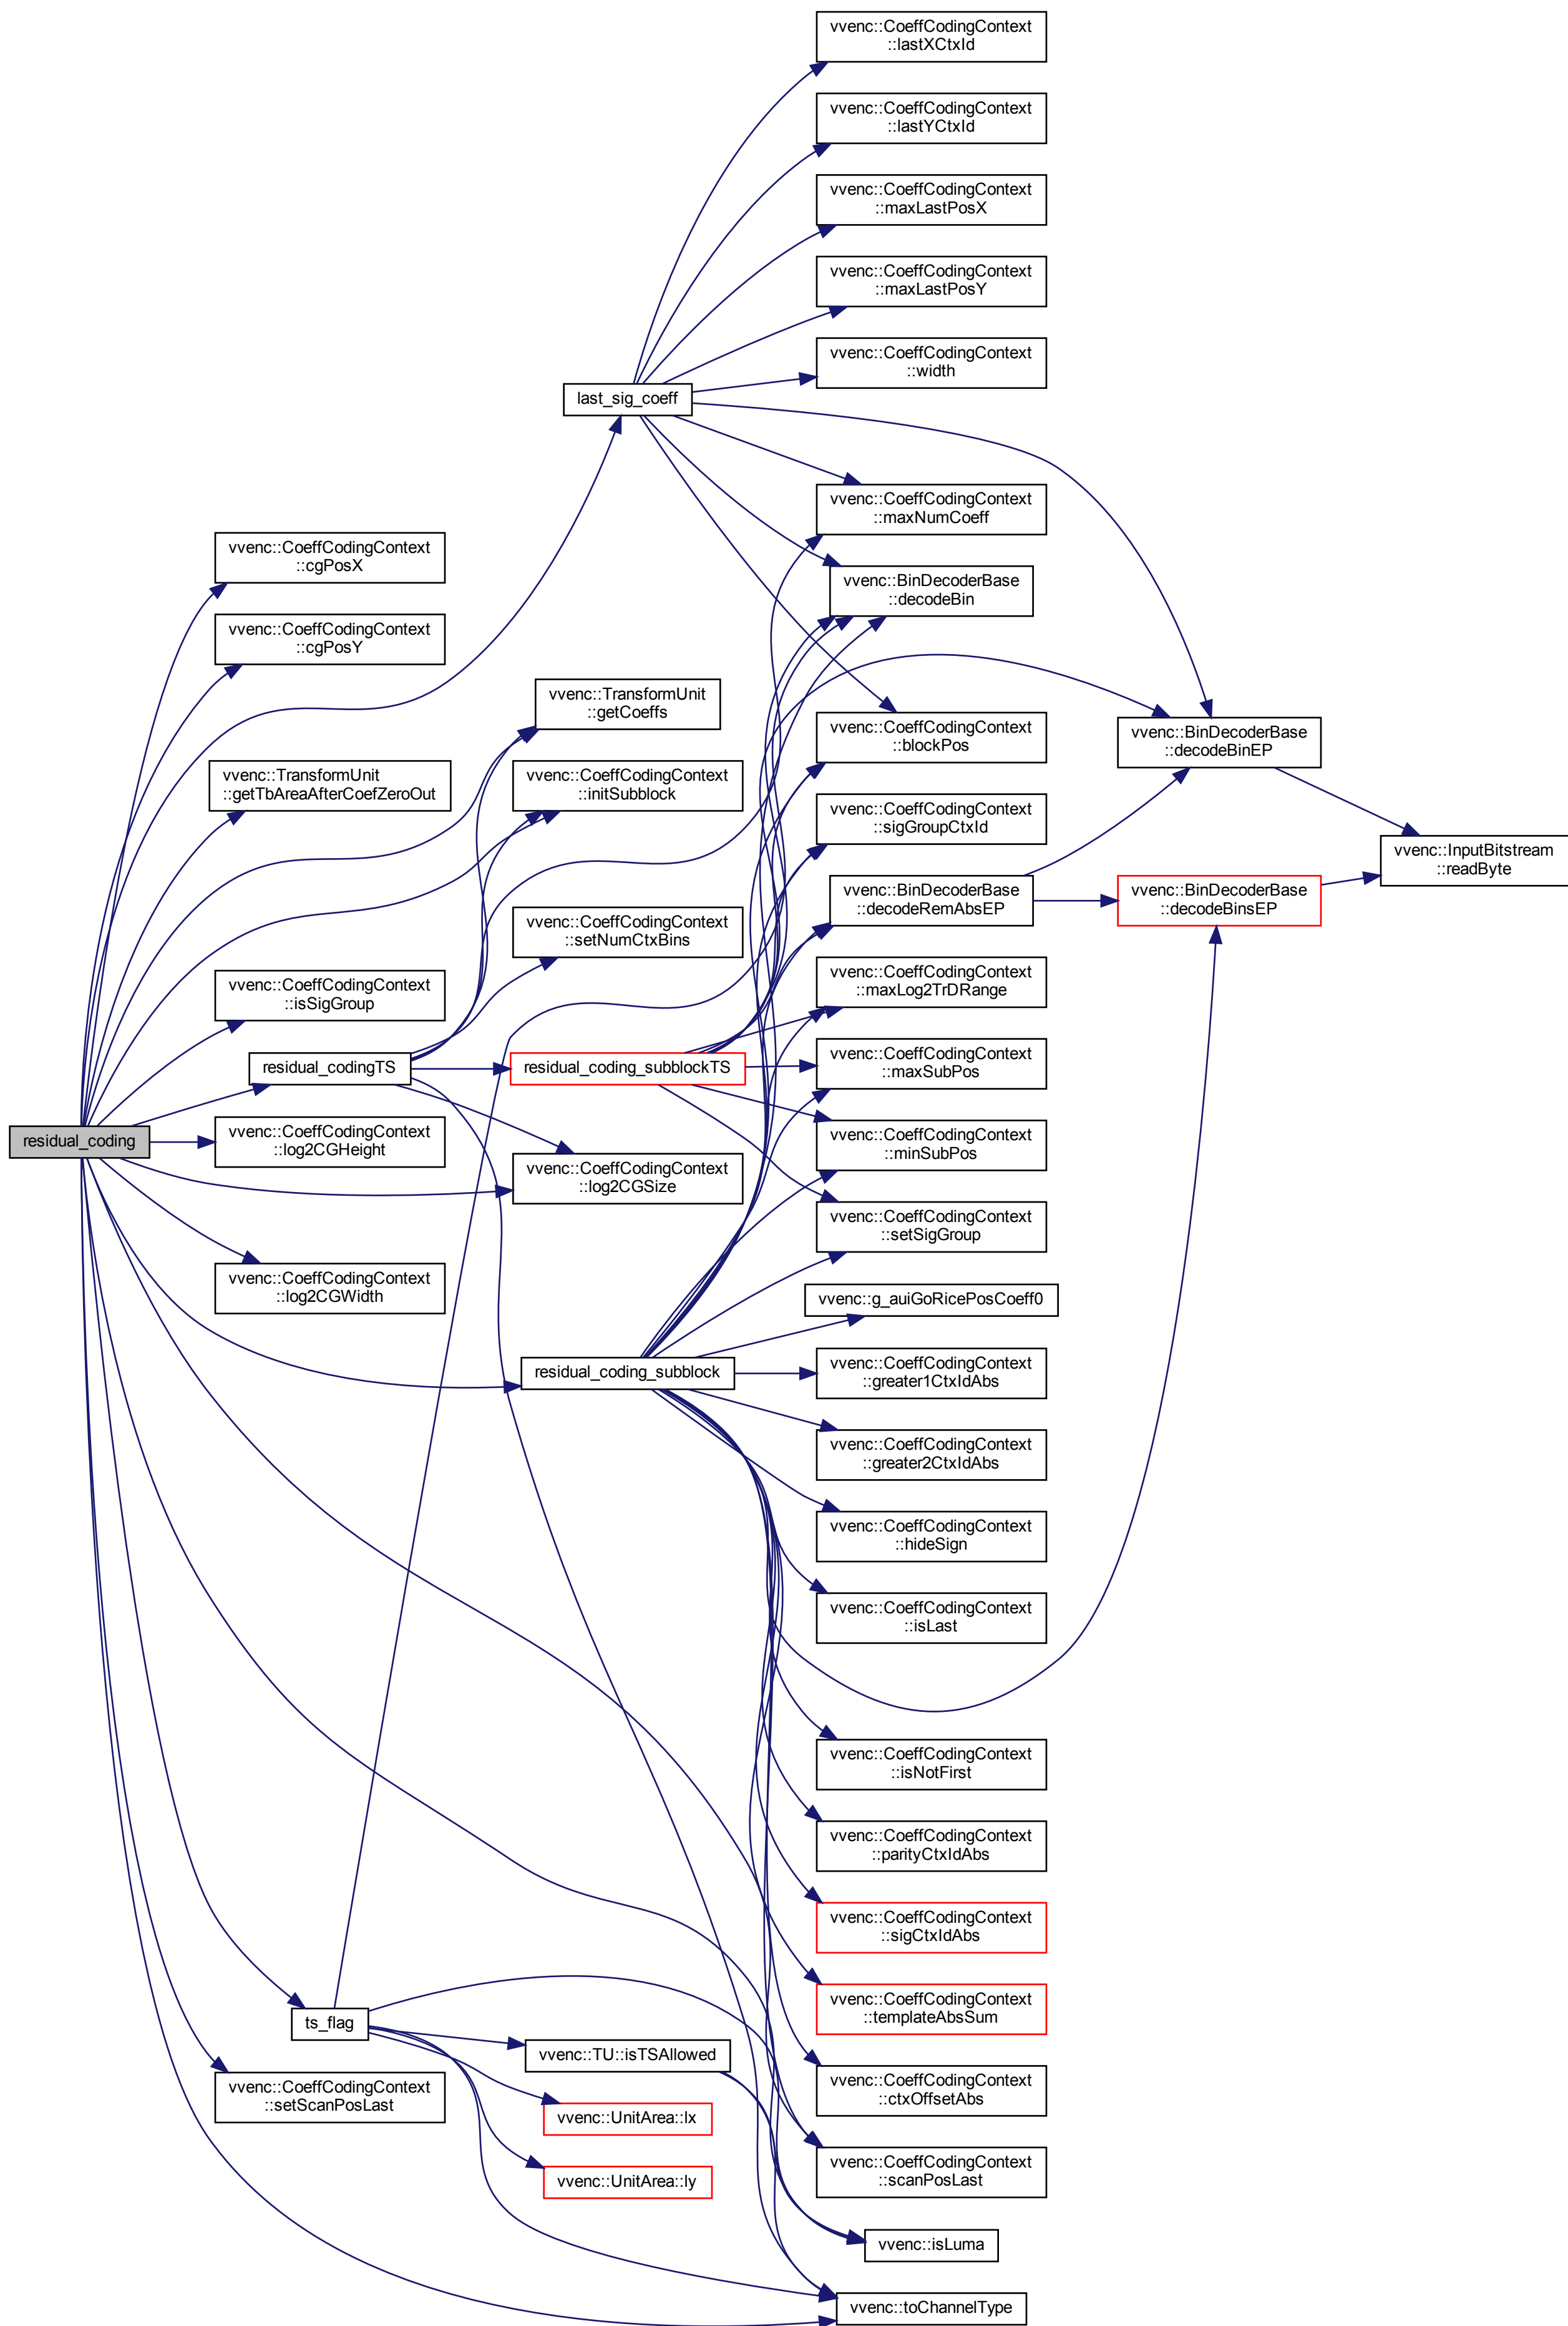 vvenc::CoeffCodingContext
::lastXCtxId
vvenc::CoeffCodingContext
::lastYCtxId
vvenc::CoeffCodingContext
::maxLastPosX
vvenc::CoeffCodingContext
::maxLastPosY
vvenc::CoeffCodingContext
::width
last_sig_coeff
vvenc::CoeffCodingContext
::maxNumCoeff
vvenc::CoeffCodingContext
::cgPosX
vvenc::BinDecoderBase
::decodeBin
vvenc::CoeffCodingContext
::cgPosY
vvenc::TransformUnit
::getCoeffs
vvenc::CoeffCodingContext
::blockPos
vvenc::BinDecoderBase
::decodeBinEP
vvenc::TransformUnit
::getTbAreaAfterCoefZeroOut
vvenc::CoeffCodingContext
::initSubblock
vvenc::CoeffCodingContext
::sigGroupCtxId
vvenc::InputBitstream
::readByte
vvenc::BinDecoderBase
::decodeRemAbsEP
vvenc::BinDecoderBase
::decodeBinsEP
vvenc::CoeffCodingContext
::setNumCtxBins
vvenc::CoeffCodingContext
::isSigGroup
vvenc::CoeffCodingContext
::maxLog2TrDRange
residual_codingTS
residual_coding_subblockTS
vvenc::CoeffCodingContext
::maxSubPos
residual_coding
vvenc::CoeffCodingContext
::log2CGHeight
vvenc::CoeffCodingContext
::minSubPos
vvenc::CoeffCodingContext
::log2CGSize
vvenc::CoeffCodingContext
::setSigGroup
vvenc::CoeffCodingContext
::log2CGWidth
vvenc::g_auiGoRicePosCoeff0
residual_coding_subblock
vvenc::CoeffCodingContext
::greater1CtxIdAbs
vvenc::CoeffCodingContext
::greater2CtxIdAbs
vvenc::CoeffCodingContext
::hideSign
vvenc::CoeffCodingContext
::isLast
vvenc::CoeffCodingContext
::isNotFirst
vvenc::CoeffCodingContext
::parityCtxIdAbs
vvenc::CoeffCodingContext
::sigCtxIdAbs
vvenc::CoeffCodingContext
::templateAbsSum
ts_flag
vvenc::TU::isTSAllowed
vvenc::CoeffCodingContext
::ctxOffsetAbs
vvenc::CoeffCodingContext
::setScanPosLast
vvenc::UnitArea::lx
vvenc::UnitArea::ly
vvenc::CoeffCodingContext
::scanPosLast
vvenc::isLuma
vvenc::toChannelType